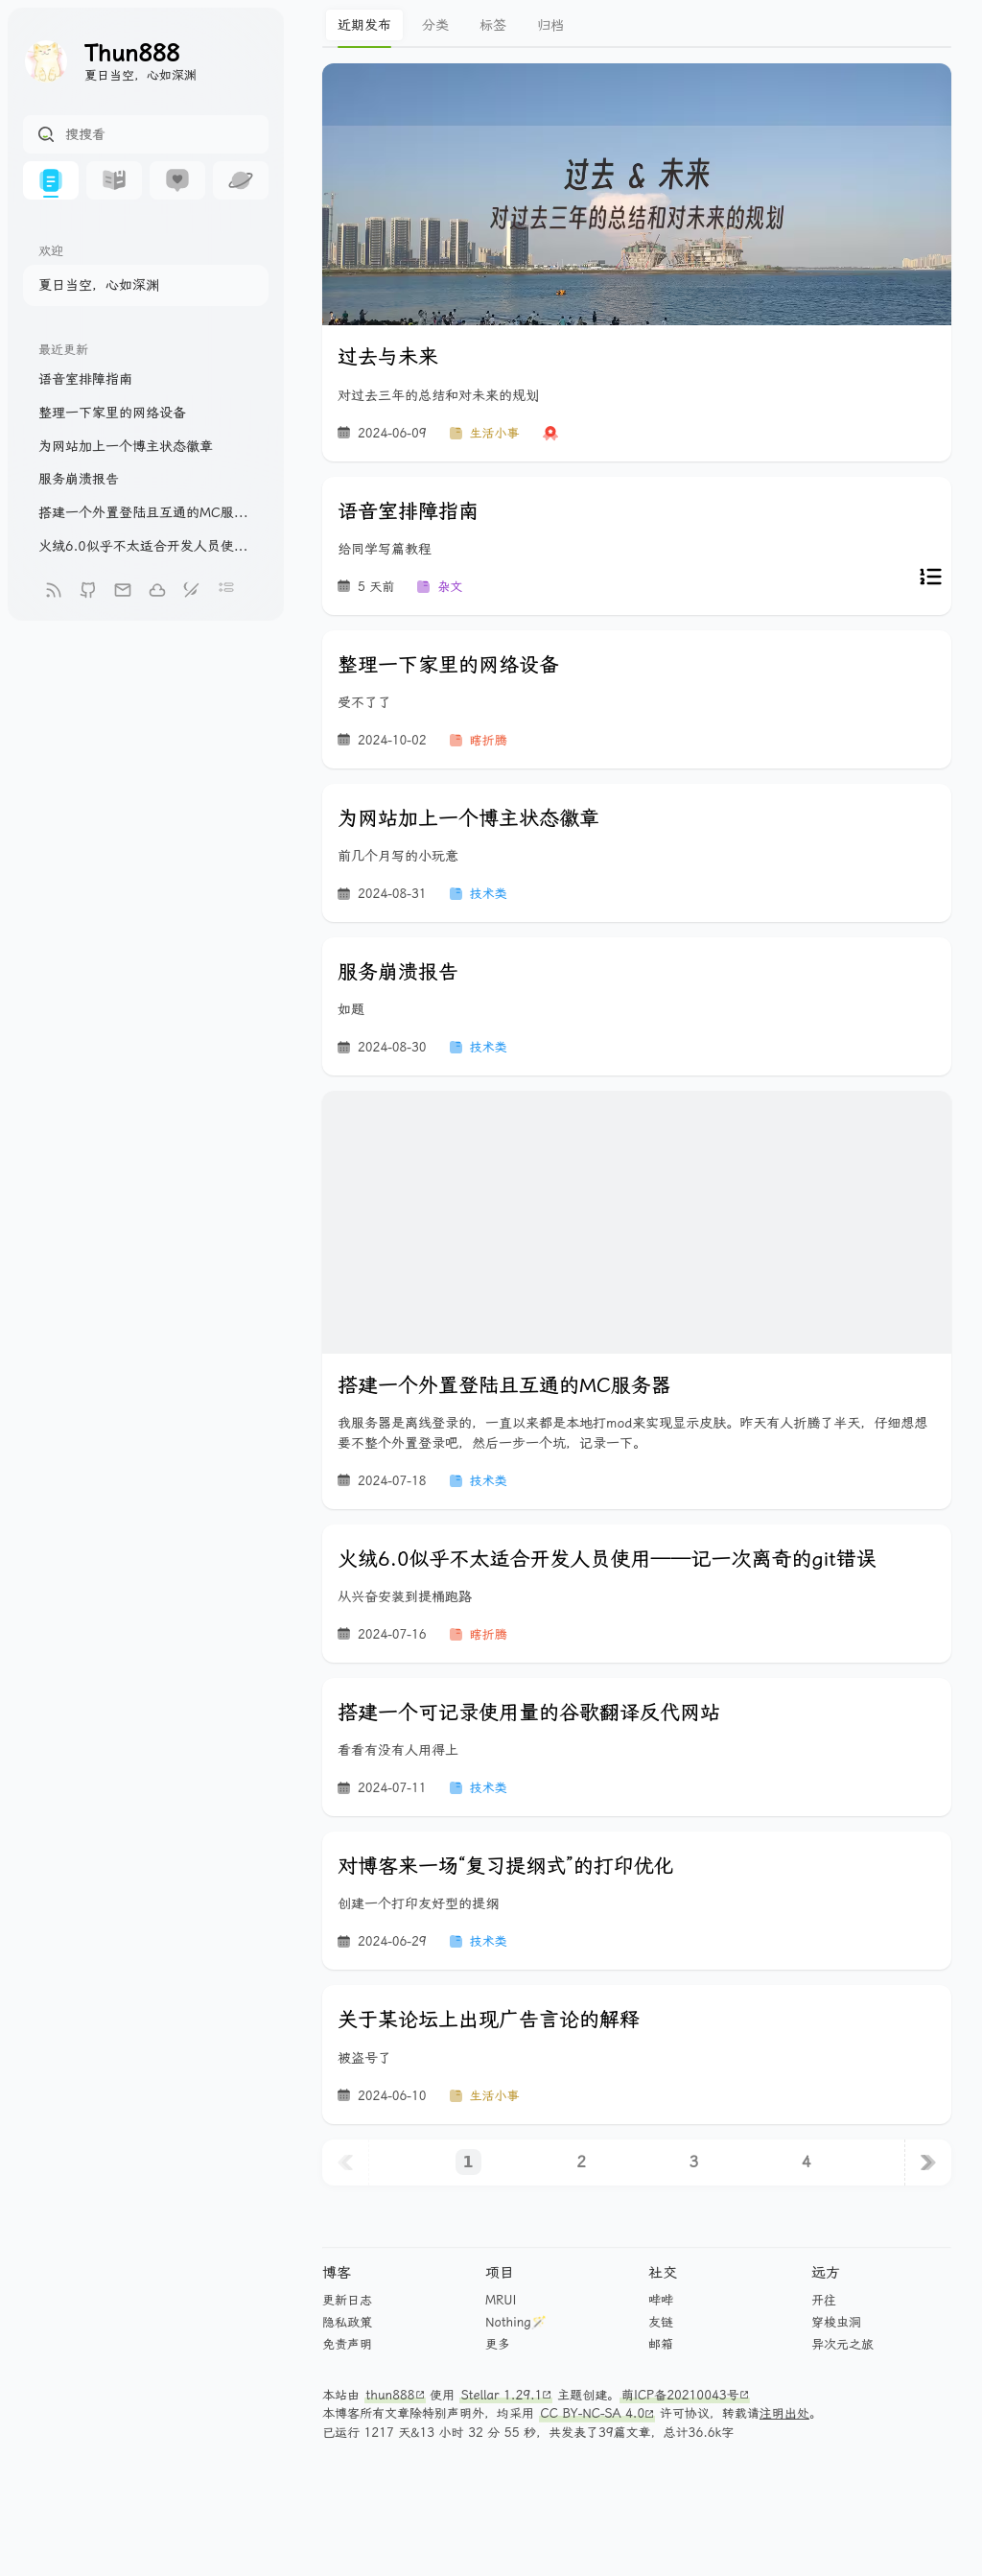 Thun888
夏日当空，心如深渊
搜搜看
欢迎
夏日当空，心如深渊
最近更新
语音室排障指南
整理一下家里的网络设备
为网站加上一个博主状态徽章
服务崩溃报告
搭建一个外置登陆且互通的MC服...
火绒6.0似乎不太适合开发人员使...
近期发布
分类
标签
归档
过去 & 未来
对过去三年的总结和对未来的规划
过去与未来
对过去三年的总结和对未来的规划
2024-06-09
生活小事
语音室排障指南
给同学写篇教程
5 天前
杂文
整理一下家里的网络设备
受不了了
2024-10-02
瞎折腾
为网站加上一个博主状态徽章
前几个月写的小玩意
2024-08-31
技术类
服务崩溃报告
如题
2024-08-30
技术类
搭建一个外置登陆且互通的MC服务器
我服务器是离线登录的，一直以来都是本地打mod来实现显示皮肤。昨天有人折腾了半天，仔细想想
要不整个外置登录吧，然后一步一个坑，记录一下。
2024-07-18
技术类
火绒6.0似乎不太适合开发人员使用——记一次离奇的git错误
从兴奋安装到提桶跑路
2024-07-16
瞎折腾
搭建一个可记录使用量的谷歌翻译反代网站
看看有没有人用得上
2024-07-11
技术类
对博客来一场“复习提纲式”的打印优化
创建一个打印友好型的提纲
2024-06-29
技术类
关于某论坛上出现广告言论的解释
被盗号了
2024-06-10
生活小事
1
2
3
4
博客
更新日志
隐私政策
免责声明
项目
MRUI
Nothing🪄
更多
社交
哔哔
友链
邮箱
远方
开往
穿梭虫洞
异次元之旅
本站由 thun888 使用 Stellar 1.29.1 主题创建。萌ICP备20210043号
本博客所有文章除特别声明外，均采用 CC BY-NC-SA 4.0 许可协议，转载请注明出处。
已运行 1217 天&13 小时 32 分 55 秒，共发表了39篇文章，总计36.6k字